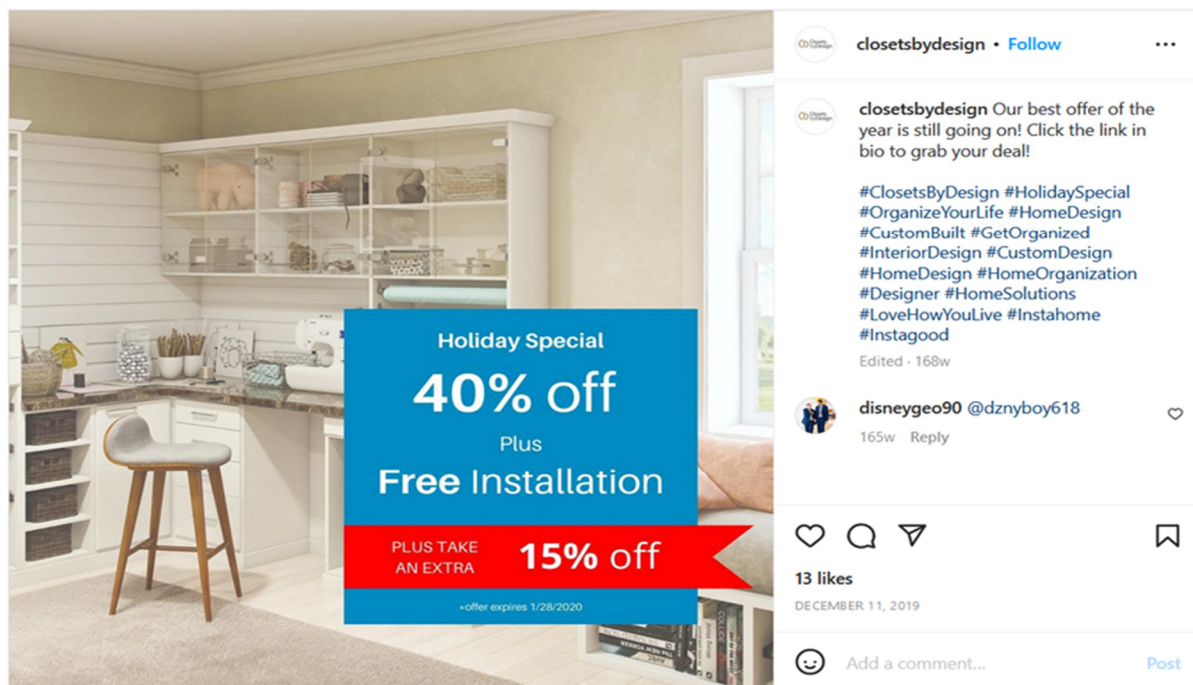 closetsbydesign • Follow
closetsbydesign Our best offer of the
year is still going on! Click the link in
bio to grab your deal!
#ClosetsByDesign #HolidaySpecial
#OrganizeYourLife #HomeDesign
#CustomBuilt #GetOrganized
#InteriorDesign #CustomDesign
#HomeDesign #HomeOrganization
#Designer #HomeSolutions
#LoveHowYouLive #Instahome
#Instagood
Edited · 168w
disneygeo90 @dznyboy618
165w Reply
13 likes
DECEMBER 11, 2019
Add a comment... Post
Holiday Special
40% off
Plus
Free Installation
PLUS TAKE
AN EXTRA
15% off
*offer expires 1/28/2020